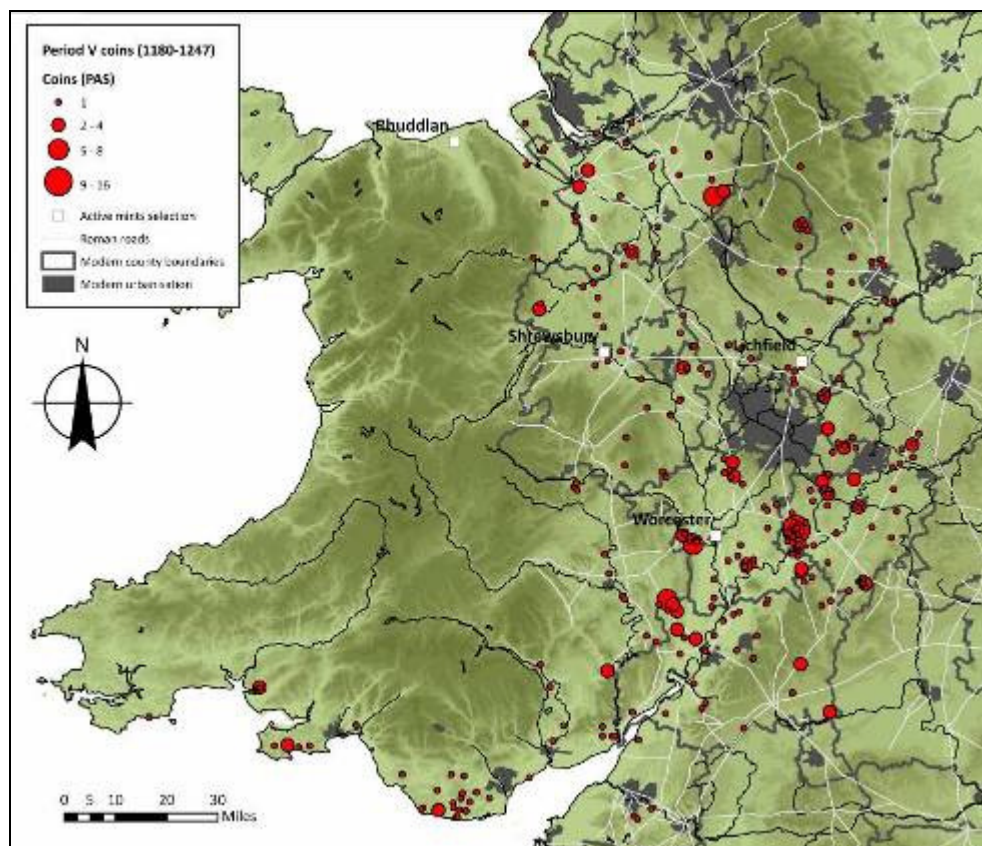 Period V coins (1180-1247)
Coins (PAS)
1
2 - 4
5 - 8
9 - 16
Active mints selection
Roman roads
Modern county boundaries
Modern urbanisation
Rhuddlan
Shrewsbury
Lichfield
Worcester
N
0 5 10 20 30
Miles